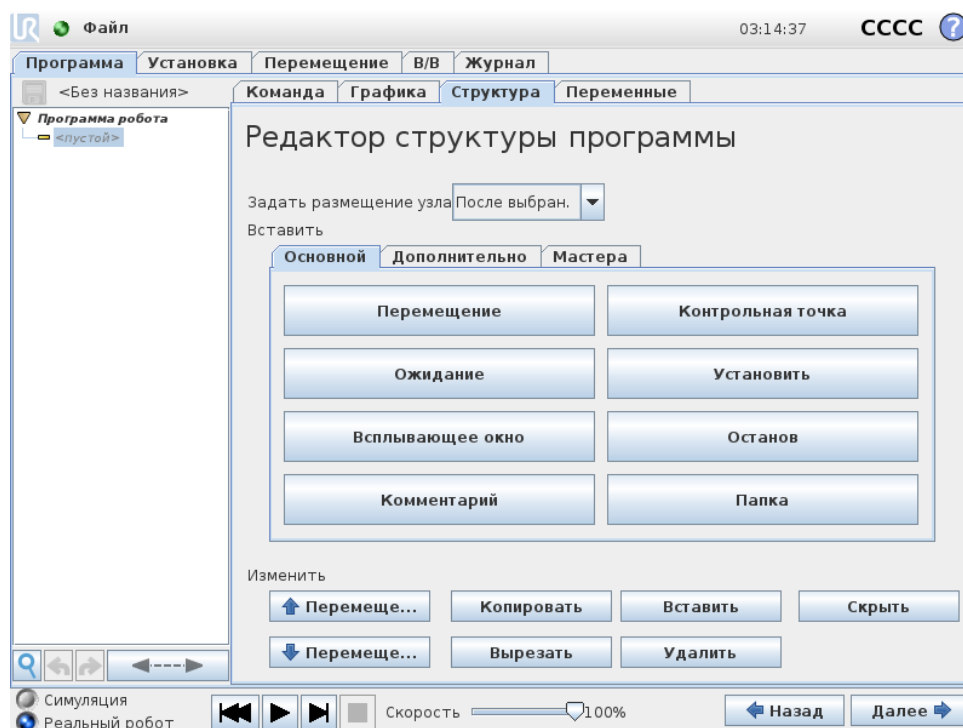 UR Файл 03:14:37 CCCC ?
Программа Установка Перемещение В/В Журнал
<Без названия> Команда Графика Структура Переменные
Программа робота
<пустой>
Редактор структуры программы
Задать размещение узла После выбран.
Вставить
Основной Дополнительно Мастера
Перемещение Контрольная точка
Ожидание Установить
Всплывающее окно Останов
Комментарий Папка
Изменить
Перемеще... Копировать Вставить Скрыть
Перемеще... Вырезать Удалить
Симуляция
Реальный робот
Скорость 100% Назад Далее